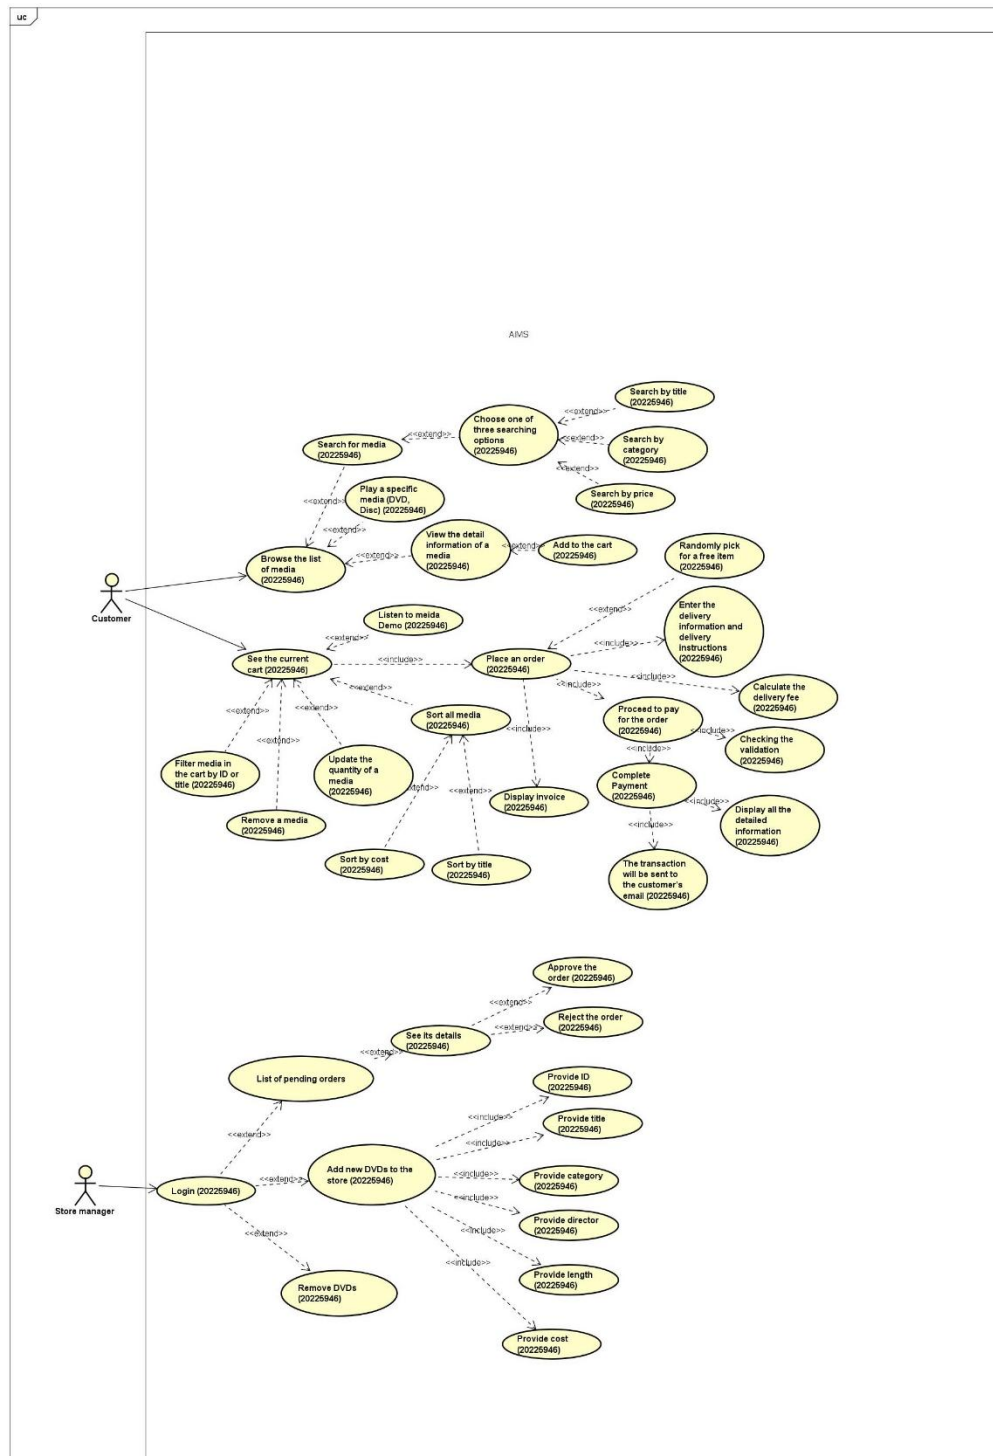 uc
AIMS
Search by title
(20225946)
<<extend>>
Choose one of
three searching
options
(20225946)
<<extend>>
Search for media
(20225946)
<<extend>>
Search by
category
(20225946)
<<extend>>
Search by price
(20225946)
<<extend>>
Play a specific
media (DVD,
Disc) (20225946)
<<extend>>
View the detail
information of a
media
(20225946)
<<extend>>
Add to the cart
(20225946)
<<extend>>
Browse the list
of media
(20225946)
Randomly pick
for a free item
(20225946)
Customer
Listen to meida
Demo (20225946)
<<extend>>
<<extend>>
Enter the
delivery
information and
delivery
instructions
(20225946)
<<include>>
See the current
cart (20225946)
<<include>>
Place an order
(20225946)
<<include>>
<<include>>
Calculate the
delivery fee
(20225946)
<<extend>>
Sort all media
(20225946)
Proceed to pay
for the order
(20225946)
<<include>>
Checking the
validation
(20225946)
<<extend>>
<<extend>>
<<extend>>
<<include>>
<<include>>
Filter media in
the cart by ID or
title (20225946)
Update the
quantity of a
media
(20225946)
Complete
Payment
(20225946)
<<extend>>
<<extend>>
Display invoice
(20225946)
<<include>>
Display all the
detailed
information
(20225946)
Remove a media
(20225946)
<<include>>
Sort by cost
(20225946)
Sort by title
(20225946)
The transaction
will be sent to
the customer's
email (20225946)
Approve the
order (20225946)
<<extend>>
Reject the order
(20225946)
<<extend>>
See its details
(20225946)
<<extend>>
List of pending orders
Provide ID
(20225946)
<<include>>
Provide title
(20225946)
<<include>>
<<extend>>
Add new DVDs to the
store (20225946)
<<include>>
Provide category
(20225946)
Store manager
Login (20225946)
<<extend>>
<<include>>
Provide director
(20225946)
<<extend>>
<<include>>
Provide length
(20225946)
<<include>>
Remove DVDs
(20225946)
Provide cost
(20225946)